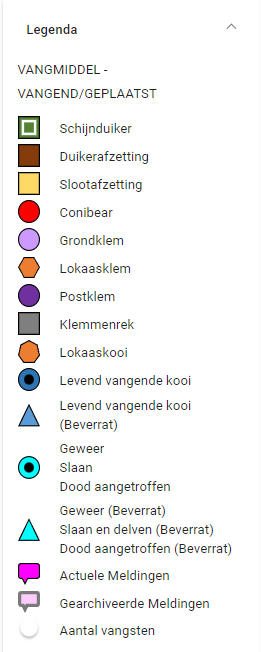 Legenda
VANGMIDDEL -
VANGEND/GEPLAATST
Schijnduiker
Duikerafzetting
Slootafzetting
Conibear
Grondklem
Lokaasklem
Postklem
Klemmenrek
Lokaaskooi
Levend vangende kooi
Levend vangende kooi
(Beverrat)
Geweer
Slaan
Dood aangetroffen
Geweer (Beverrat)
Slaan en delven (Beverrat)
Dood aangetroffen (Beverrat)
Actuele Meldingen
Gearchiveerde Meldingen
Aantal vangsten